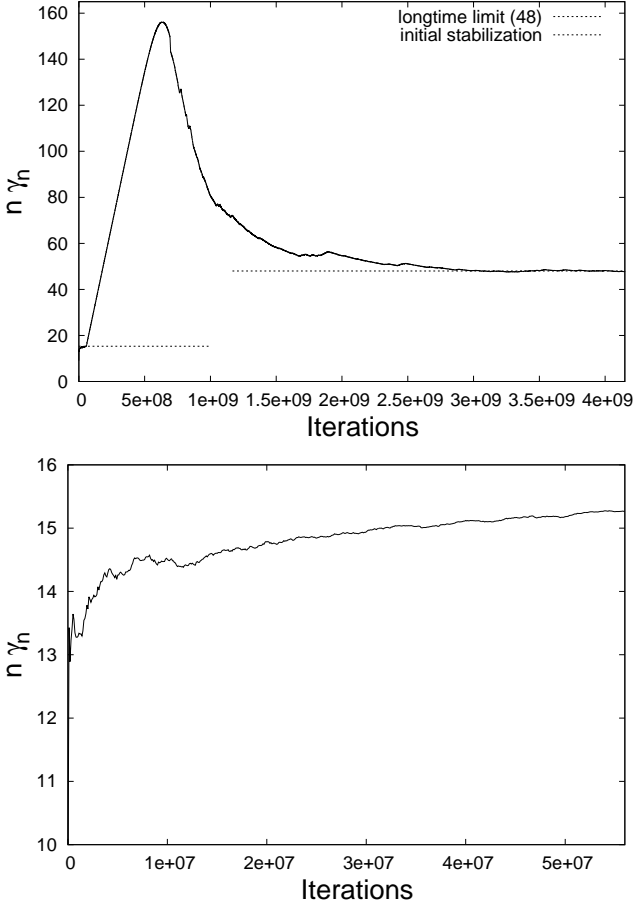 longtime limit (48)
initial stabilization
n γn
160
140
120
100
80
60
40
20
0
0 5e+08 1e+09 1.5e+09 2e+09 2.5e+09 3e+09 3.5e+09 4e+09
Iterations
n γn
16
15
14
13
12
11
10
0 1e+07 2e+07 3e+07 4e+07 5e+07
Iterations